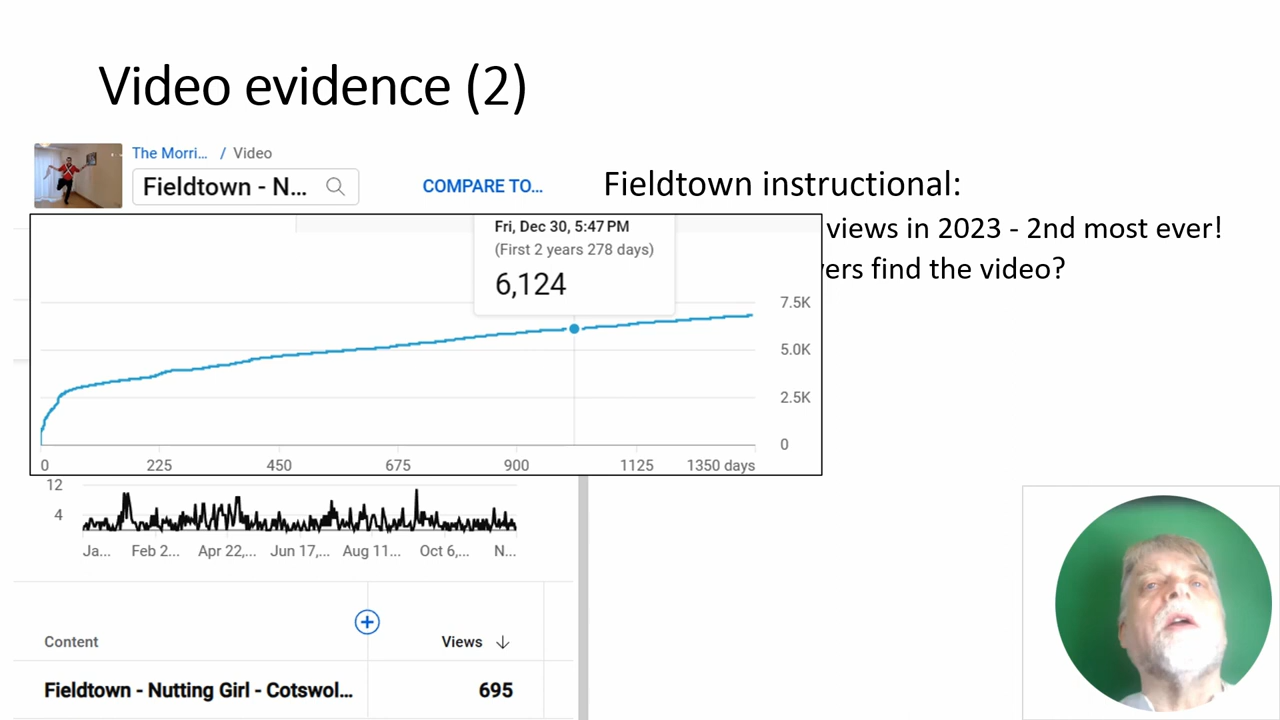 Video evidence (2)
The Morri... / Video
Fieldtown - N...
COMPARE TO...
Fieldtown instructional:
views in 2023 - 2nd most ever!
find the video?
Fri, Dec 30, 5:47 PM
(First 2 years 278 days)
6,124
7.5K
5.0K
2.5K
0
0 225 450 675 900 1125 1350 days
12
4
Ja... Feb 2... Apr 22,... Jun 17,... Aug 11... Oct 6,... N...
Content Views
Fieldtown - Nutting Girl - Cotswol... 695